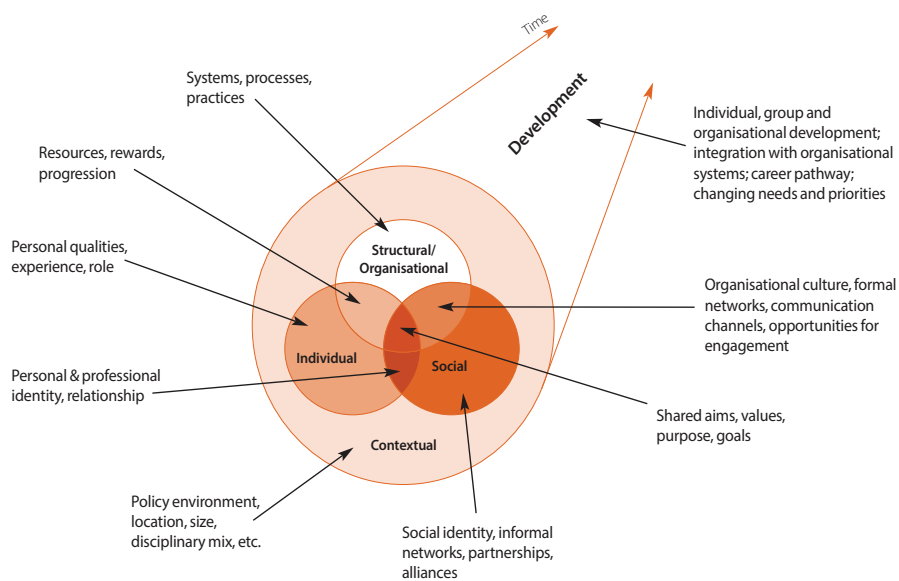 Time
Development
Systems, processes,
practices
Individual, group and
organisational development;
integration with organisational
systems; career pathway;
changing needs and priorities
Resources, rewards,
progression
Personal qualities,
experience, role
Structural/
Organisational
Organisational culture, formal
networks, communication
channels, opportunities for
engagement
Individual
Social
Personal & professional
identity, relationship
Shared aims, values,
purpose, goals
Contextual
Policy environment,
location, size,
disciplinary mix, etc.
Social identity, informal
networks, partnerships,
alliances